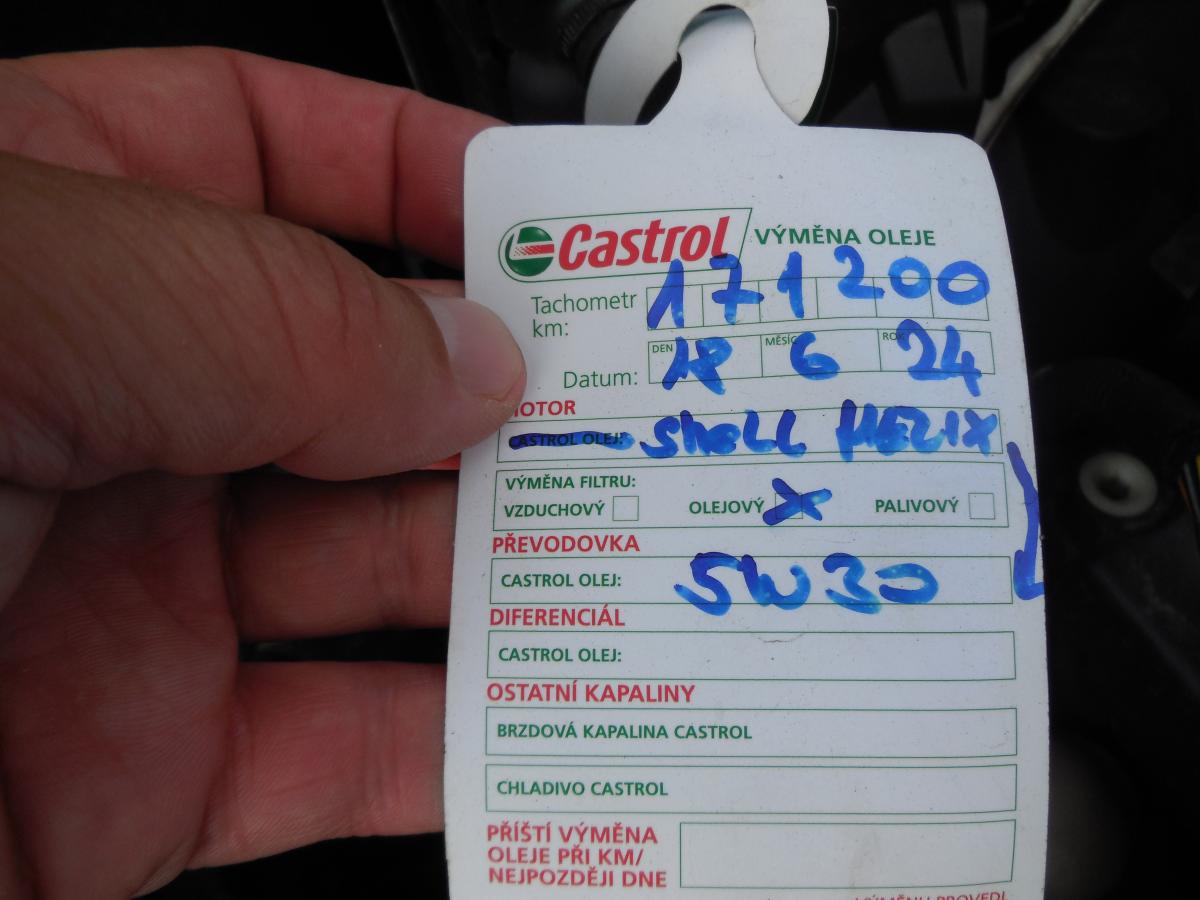 Castrol VÝMĚNA OLEJE
Tachometr km: 171200
DEN MĚSÍC ROK
Datum: 18 6 24
MOTOR
CASTROL OLEJ: Shell HELIX
VÝMĚNA FILTRU:
VZDUCHOVÝ OLEJOVÝ X PALIVOVÝ
PŘEVODOVKA
CASTROL OLEJ: 5W30
DIFERENCIÁL
CASTROL OLEJ:
OSTATNÍ KAPALINY
BRZDOVÁ KAPALINA CASTROL
CHLADIVO CASTROL
PŘÍŠTÍ VÝMĚNA
OLEJE PŘI KM/
NEJPOZDĚJI DNE